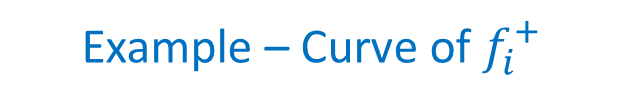 Example – Curve of $f_i^+$